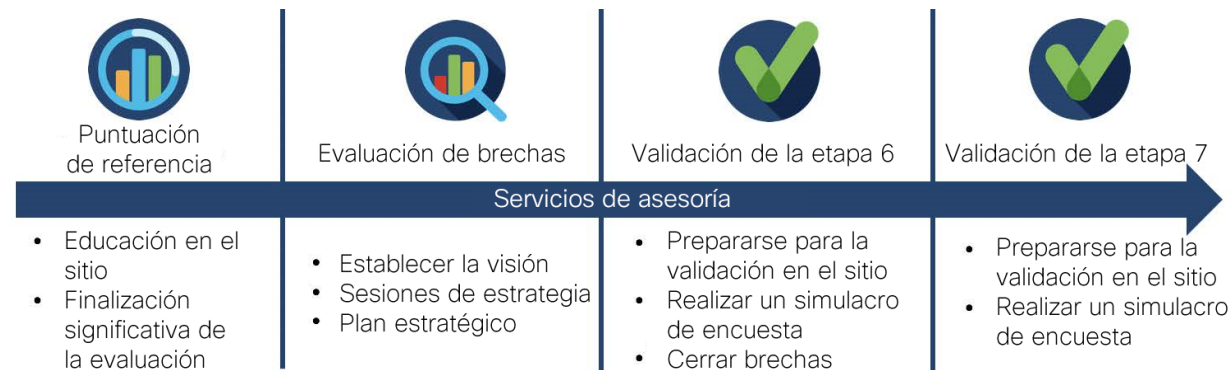 Puntuación
de referencia
Evaluación de brechas
Validación de la etapa 6
Validación de la etapa 7
Servicios de asesoría
• Educación en el
sitio
• Finalización
significativa de
la evaluación
• Establecer la visión
• Sesiones de estrategia
• Plan estratégico
• Prepararse para la
validación en el sitio
• Realizar un simulacro
de encuesta
• Cerrar brechas
• Prepararse para la
validación en el sitio
• Realizar un simulacro
de encuesta